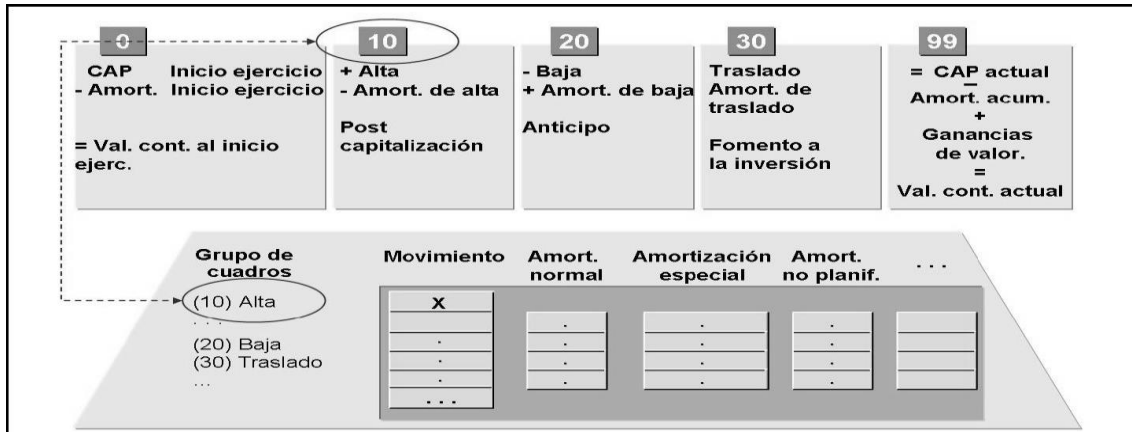 0
CAP Inicio ejercicio
- Amort. Inicio ejercicio
= Val. cont. al inicio
ejerc.
10
+ Alta
- Amort. de alta
Post
capitalización
20
- Baja
+ Amort. de baja
Anticipo
30
Traslado
Amort. de
traslado
Fomento a
la inversión
99
= CAP actual
–
Amort. acum.
+
Ganancias
de valor.
=
Val. cont. actual
Grupo de
cuadros
(10) Alta
. . .
(20) Baja
(30) Traslado
...
Movimiento
Amort.
normal
Amortización
especial
Amort.
no planif.
. . .
X
. . . .
. . . .
. . . .
. . .
. . .